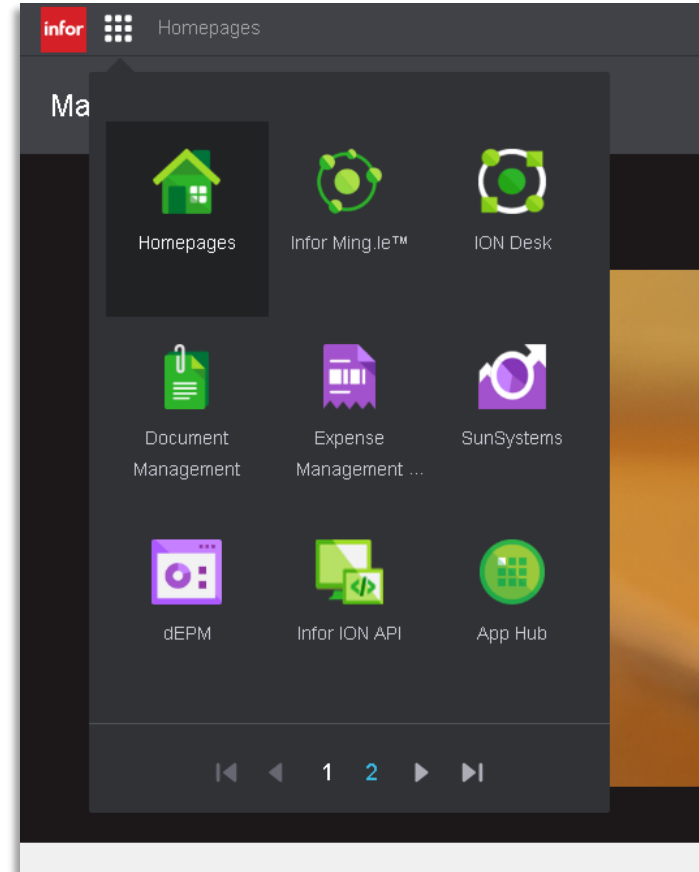 infor
Homepages
Ma
Homepages
Infor Ming.le™
ION Desk
Document
Management
Expense
Management ...
SunSystems
dEPM
Infor ION API
App Hub
1 2